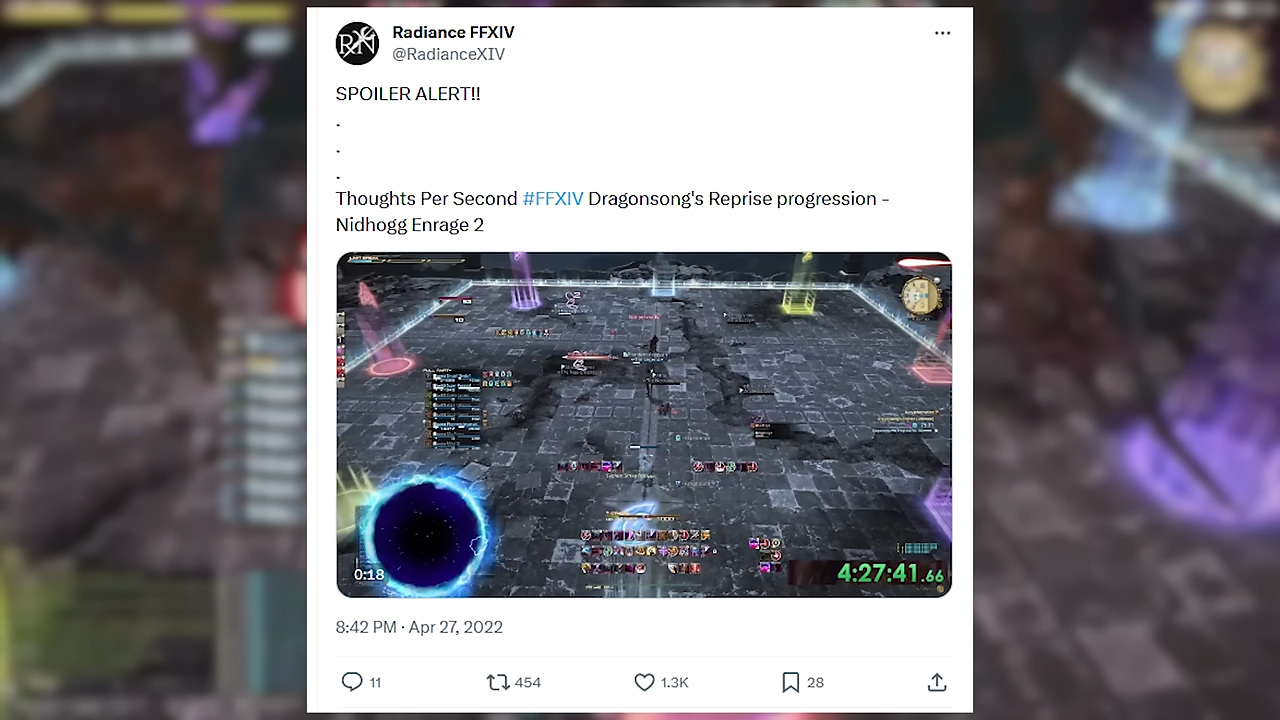 Radiance FFXIV
@RadianceXIV
SPOILER ALERT!!
.
.
.
Thoughts Per Second #FFXIV Dragonsong's Reprise progression -
Nidhogg Enrage 2
0:18
4:27:41.66
8:42 PM · Apr 27, 2022
11
454
1.3K
28